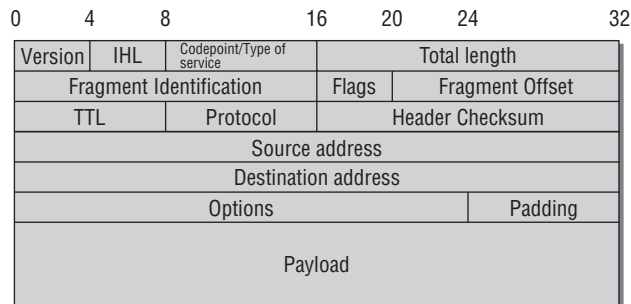 0 4 8 16 20 24 32
Version IHL Codepoint/Type of service Total length
Fragment Identification Flags Fragment Offset
TTL Protocol Header Checksum
Source address
Destination address
Options Padding
Payload